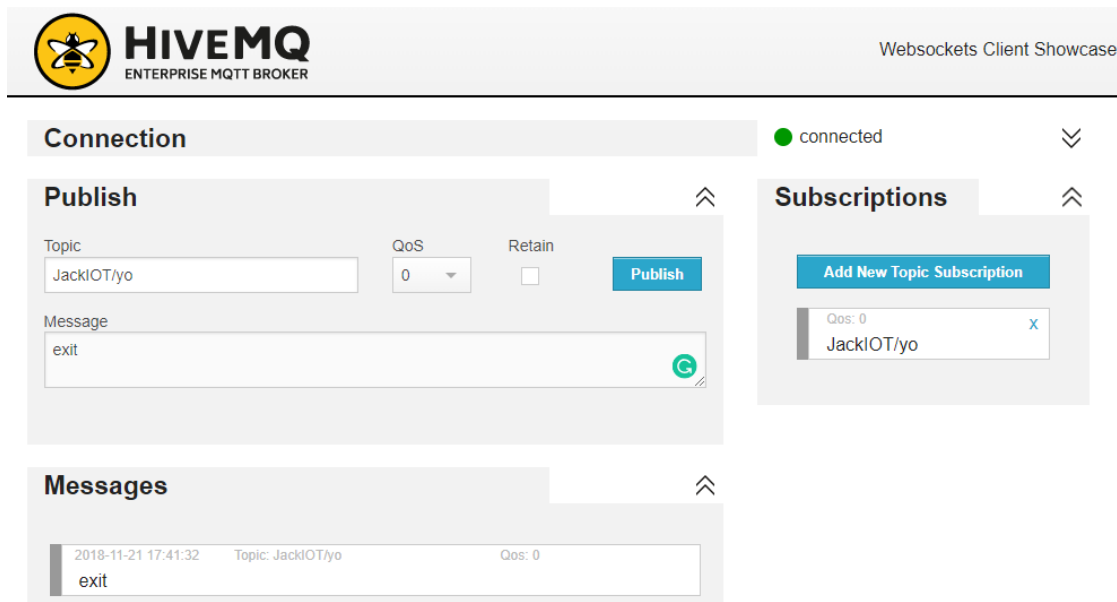 HIVEMQ
ENTERPRISE MQTT BROKER
Websockets Client Showcase
Connection
connected
Publish
Topic
QoS
Retain
JackIOT/yo
0
Publish
Message
exit
Subscriptions
Add New Topic Subscription
Qos: 0
X
JackIOT/yo
Messages
2018-11-21 17:41:32 Topic: JackIOT/yo Qos: 0
exit